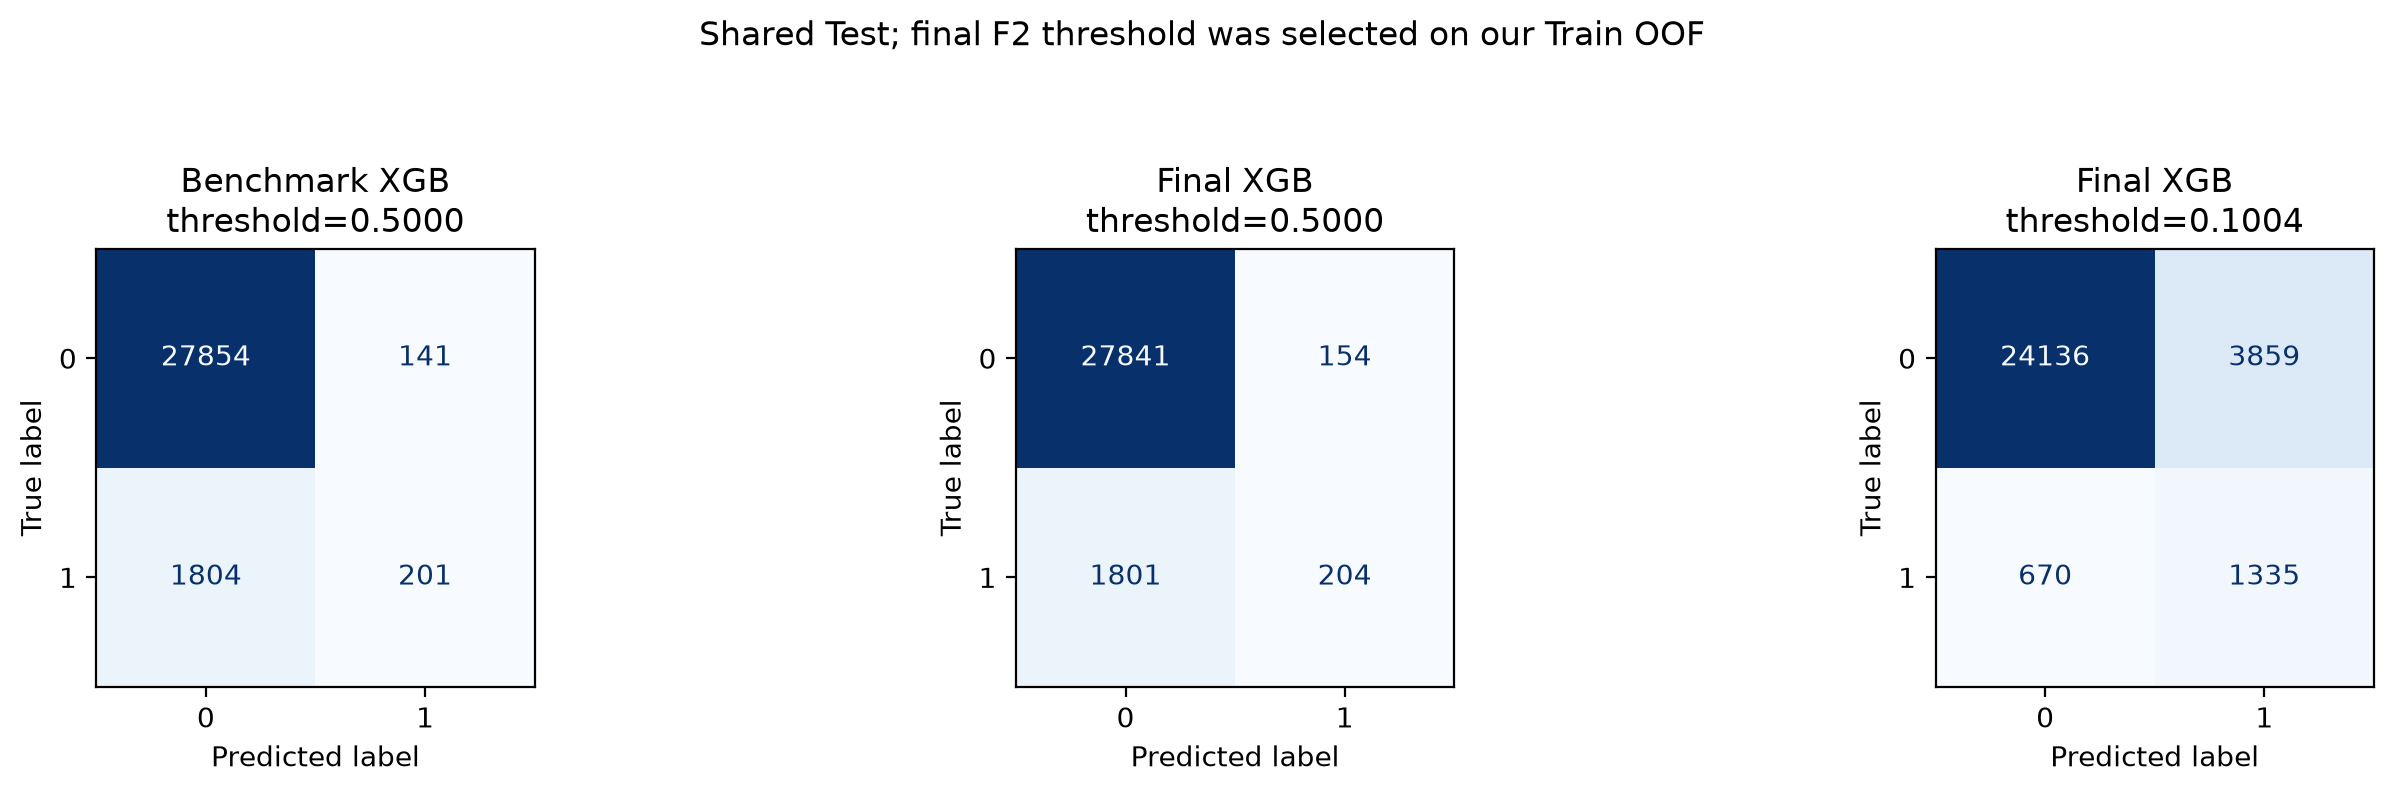 Shared Test; final F2 threshold was selected on our Train OOF
Benchmark XGB
threshold=0.5000
27854 141
1804 201
0
1
True label
0 1
Predicted label
Final XGB
threshold=0.5000
27841 154
1801 204
0
1
True label
0 1
Predicted label
Final XGB
threshold=0.1004
24136 3859
670 1335
0
1
True label
0 1
Predicted label